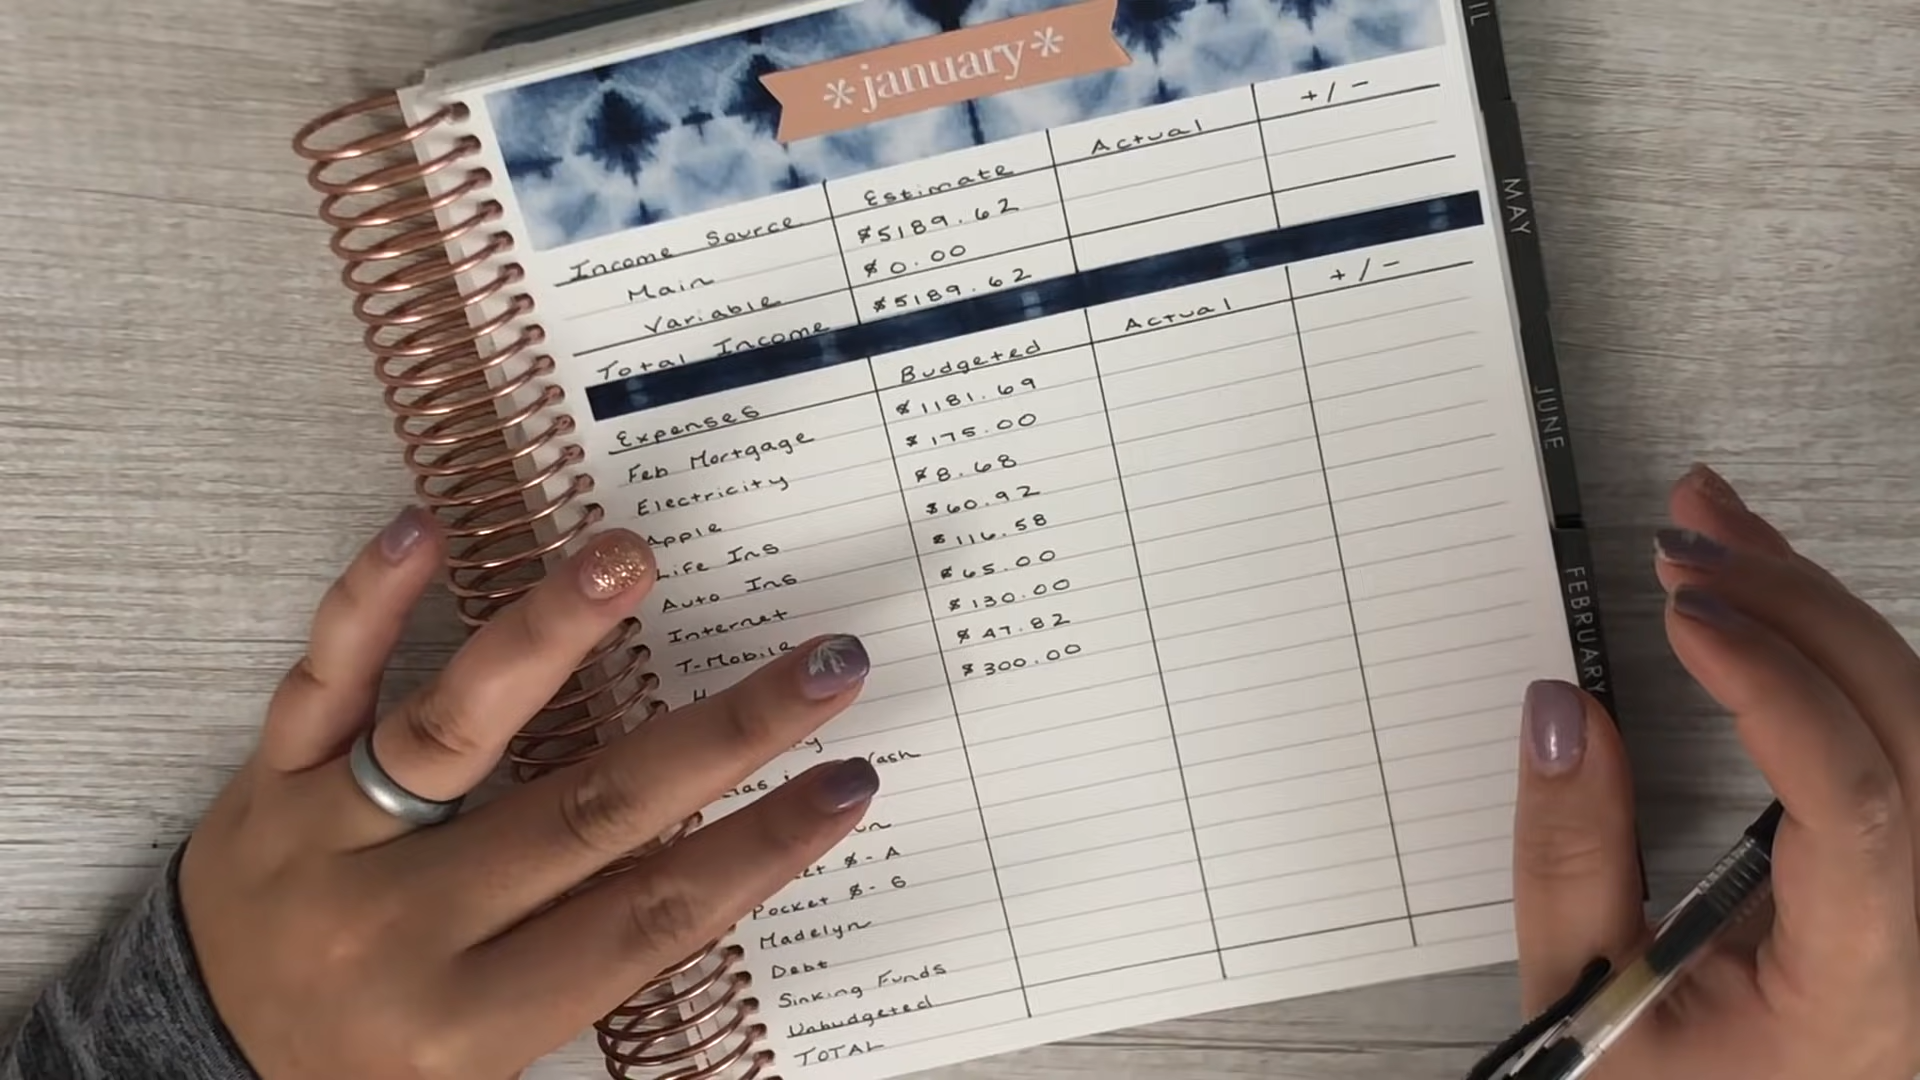 *january*
Income Source Estimate Actual +/-
Main $5189.62
Variable $0.00
Total Income $5189.62
Expenses Budgeted Actual +/-
Feb Mortgage $1181.69
Electricity $175.00
Apple $8.68
Life Ins $60.92
Auto Ins $116.58
Internet $65.00
T-Mobile $130.00
$47.82
$300.00
Pocket $-G
Madelyn
Debt
Sinking Funds
Unbudgeted
TOTAL
MAY
JUNE
FEBRUARY